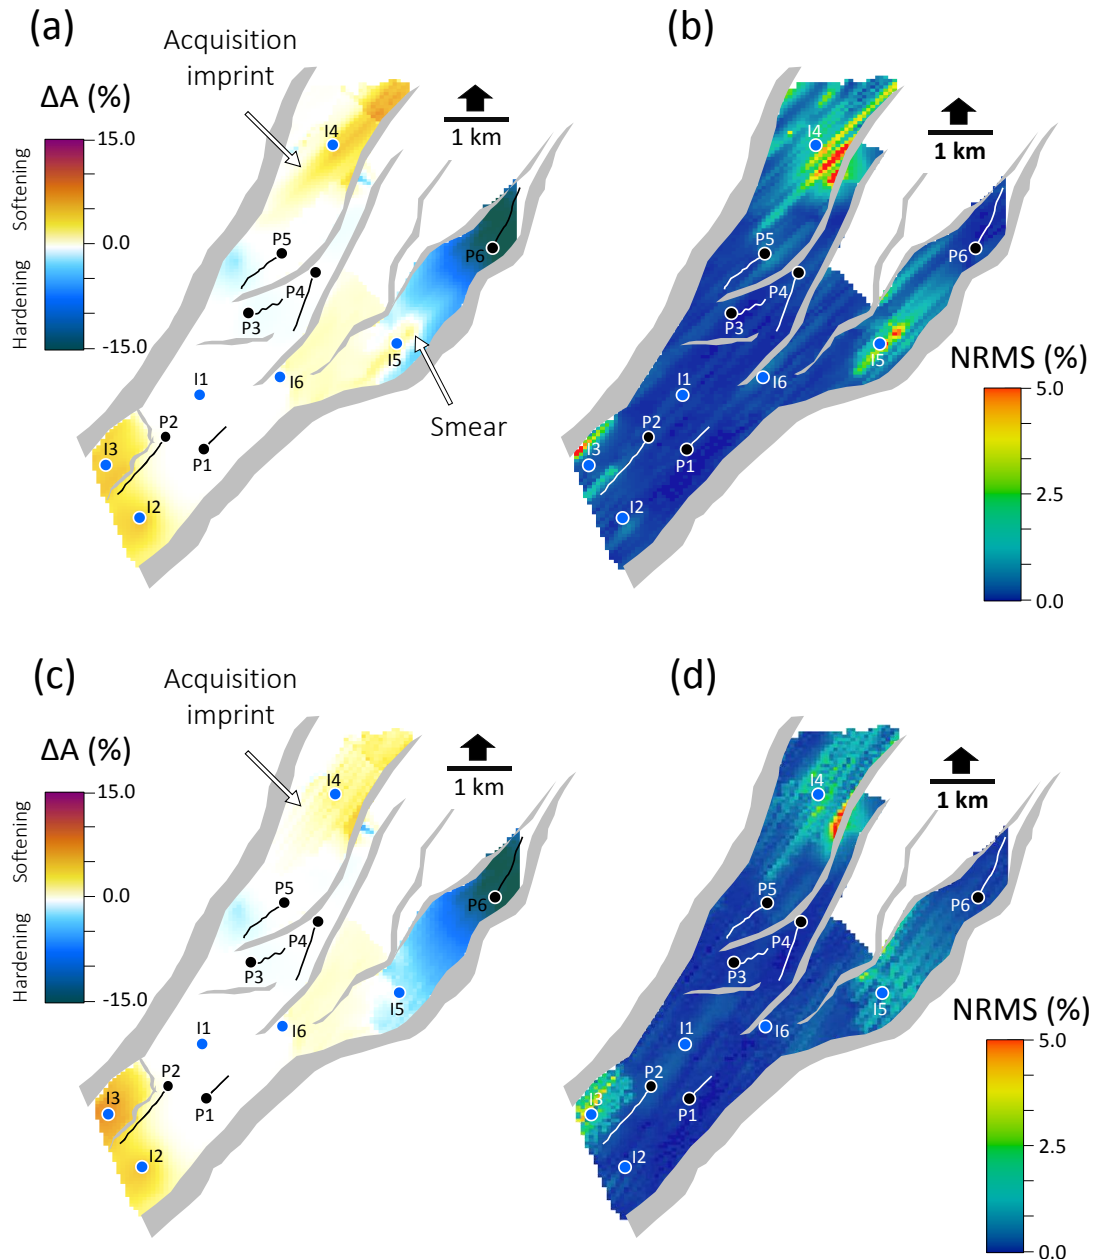 (a)
Acquisition
imprint
ΔA (%)
15.0
0.0
-15.0
Softening
Hardening
1 km
I4
P5
P4
P3
P6
I5
I6
I1
P2
P1
I3
I2
Smear
(b)
1 km
I4
P5
P4
P3
P6
I5
I6
I1
P2
P1
I3
I2
NRMS (%)
5.0
2.5
0.0
(c)
Acquisition
imprint
ΔA (%)
15.0
0.0
-15.0
Softening
Hardening
1 km
I4
P5
P4
P3
P6
I5
I6
I1
P2
P1
I3
I2
(d)
1 km
I4
P5
P4
P3
P6
I5
I6
I1
P2
P1
I3
I2
NRMS (%)
5.0
2.5
0.0